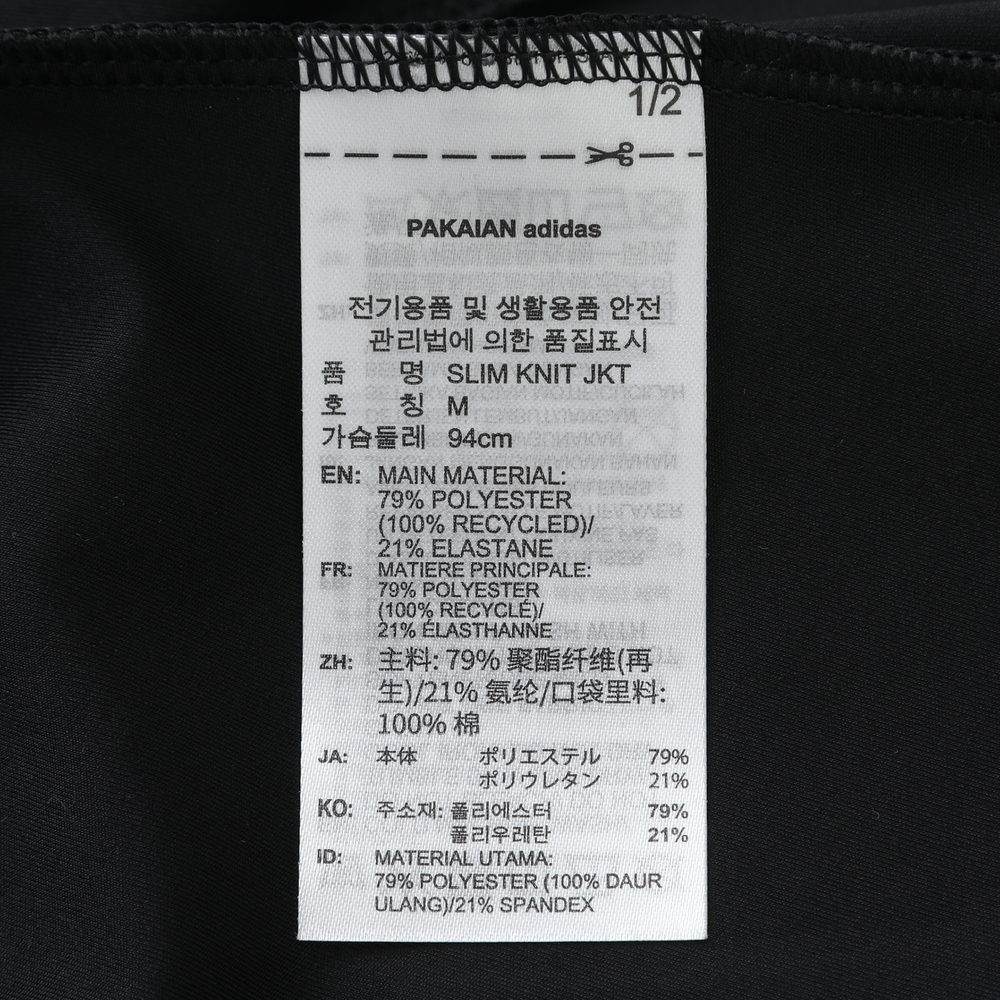 1/2
PAKAIAN adidas
전기용품 및 생활용품 안전
관리법에 의한 품질표시
품 명 SLIM KNIT JKT
호 칭 M
가슴둘레 94cm
EN: MAIN MATERIAL:
79% POLYESTER
(100% RECYCLED)/
21% ELASTANE
FR: MATIERE PRINCIPALE:
79% POLYESTER
(100% RECYCLÉ)/
21% ÉLASTHANNE
ZH: 主料: 79% 聚酯纤维(再
生)/21% 氨纶/口袋里料:
100% 棉
JA: 本体 ポリエステル 79%
ポリウレタン 21%
KO: 주소재: 폴리에스터 79%
폴리우레탄 21%
ID: MATERIAL UTAMA:
79% POLYESTER (100% DAUR
ULANG)/21% SPANDEX